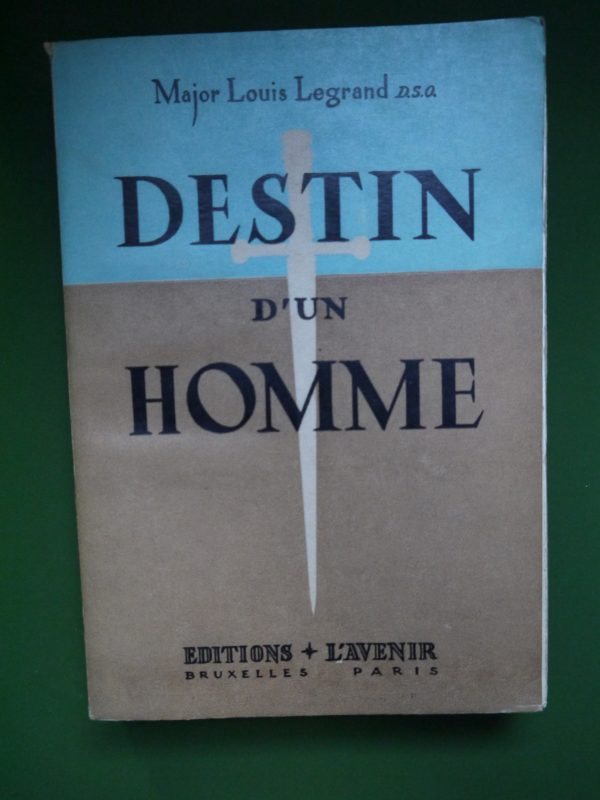 Major Louis Legrand D.S.O.
DESTIN
D'UN
HOMME
EDITIONS ✦ L'AVENIR
BRUXELLES PARIS